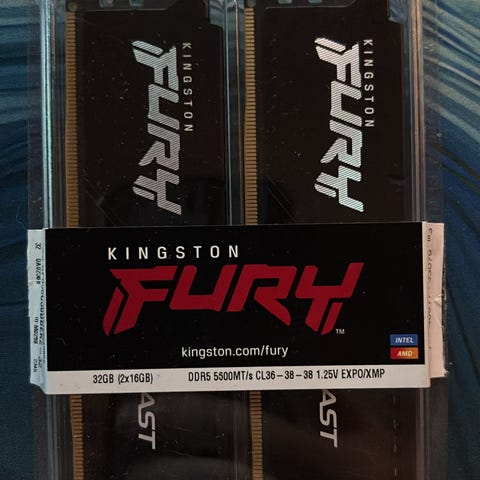 KINGSTON
FURY
KINGSTON
FURY
KINGSTON
FURY™
kingston.com/fury
INTEL
AMD
32GB (2x16GB) DDR5 5600MT/s CL36-38-38 1.25V EXPO/XMP
AST
AST